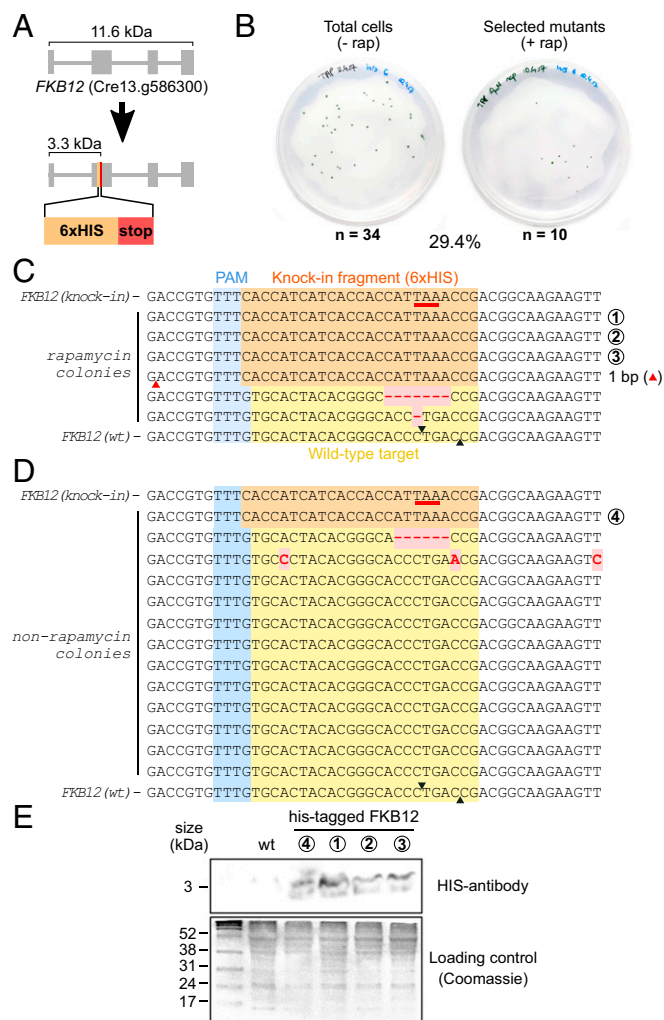 A
11.6 kDa
FKB12 (Cre13.g586300)
3.3 kDa
6xHIS stop
B
Total cells
(- rap)
Selected mutants
(+ rap)
TAP
TAP rap
n = 34
29.4%
n = 10
C
PAM
Knock-in fragment (6xHIS)
FKB12(knock-in)- GACCGTGTTTCACCATCATCACCACCATTAAACCGACGGCAAGAAGTT
rapamycin
colonies
GACCGTGTTTCACCATCATCACCACCATTAAACCGACGGCAAGAAGTT ①
GACCGTGTTTCACCATCATCACCACCATTAAACCGACGGCAAGAAGTT ②
GACCGTGTTTCACCATCATCACCACCATTAAACCGACGGCAAGAAGTT ③
GACCGTGTTTCACCATCATCACCACCATTAAACCGACGGCAAGAAGTT 1 bp (▲)
GACCGTGTTTGTGCACTACACGGGC-------CCGACGGCAAGAAGTT
GACCGTGTTTGTGCACTACACGGGCACC-TGACCGACGGCAAGAAGTT
FKB12(wt)- GACCGTGTTTGTGCACTACACGGGCACCCTGACCGACGGCAAGAAGTT
Wild-type target
D
FKB12(knock-in)- GACCGTGTTTCACCATCATCACCACCATTAAACCGACGGCAAGAAGTT
non-rapamycin
colonies
GACCGTGTTTCACCATCATCACCACCATTAAACCGACGGCAAGAAGTT ④
GACCGTGTTTGTGCACTACACGGGCA------CCGACGGCAAGAAGTT
GACCGTGTTTGTGCCCTACACGGGCACCCTGAACGACGGCAAGAAGTC
GACCGTGTTTGTGCACTACACGGGCACCCTGACCGACGGCAAGAAGTT
GACCGTGTTTGTGCACTACACGGGCACCCTGACCGACGGCAAGAAGTT
GACCGTGTTTGTGCACTACACGGGCACCCTGACCGACGGCAAGAAGTT
GACCGTGTTTGTGCACTACACGGGCACCCTGACCGACGGCAAGAAGTT
GACCGTGTTTGTGCACTACACGGGCACCCTGACCGACGGCAAGAAGTT
GACCGTGTTTGTGCACTACACGGGCACCCTGACCGACGGCAAGAAGTT
GACCGTGTTTGTGCACTACACGGGCACCCTGACCGACGGCAAGAAGTT
GACCGTGTTTGTGCACTACACGGGCACCCTGACCGACGGCAAGAAGTT
GACCGTGTTTGTGCACTACACGGGCACCCTGACCGACGGCAAGAAGTT
GACCGTGTTTGTGCACTACACGGGCACCCTGACCGACGGCAAGAAGTT
FKB12(wt)- GACCGTGTTTGTGCACTACACGGGCACCCTGACCGACGGCAAGAAGTT
E
his-tagged FKB12
size
(kDa)
wt ④ ① ② ③
3
HIS-antibody
52
38
31
24
17
Loading control
(Coomassie)